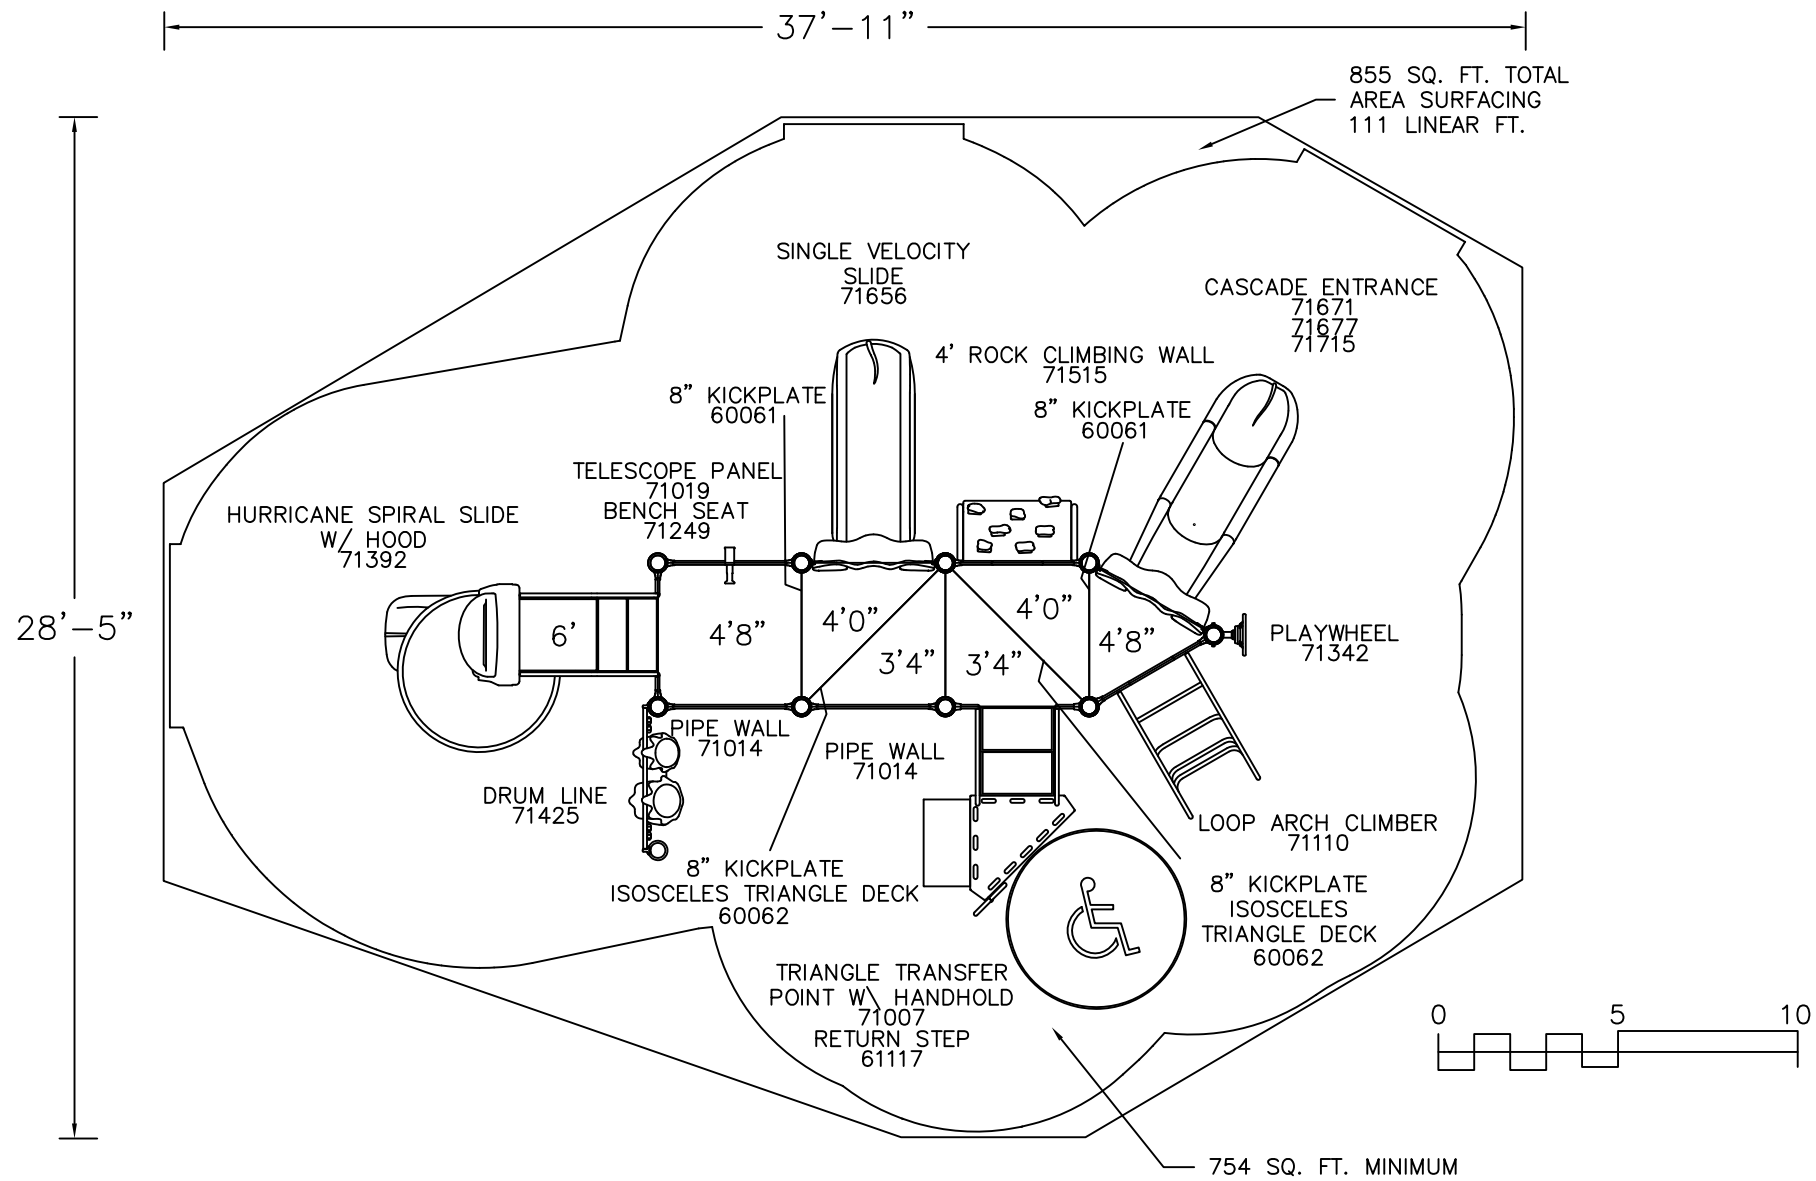 37'-11"
855 SQ. FT. TOTAL
AREA SURFACING
111 LINEAR FT.
SINGLE VELOCITY
SLIDE
71656
CASCADE ENTRANCE
71671
71677
71715
4' ROCK CLIMBING WALL
71515
8" KICKPLATE
60061
8" KICKPLATE
60061
TELESCOPE PANEL
71019
BENCH SEAT
71249
HURRICANE SPIRAL SLIDE
W/ HOOD
71392
28'-5"
6'
4'8"
4'0"
3'4"
3'4"
4'0"
4'8"
PLAYWHEEL
71342
PIPE WALL
71014
PIPE WALL
71014
DRUM LINE
71425
LOOP ARCH CLIMBER
71110
8" KICKPLATE
ISOSCELES TRIANGLE DECK
60062
8" KICKPLATE
ISOSCELES
TRIANGLE DECK
60062
TRIANGLE TRANSFER
POINT W\ HANDHOLD
71007
RETURN STEP
61117
0 5 10
754 SQ. FT. MINIMUM